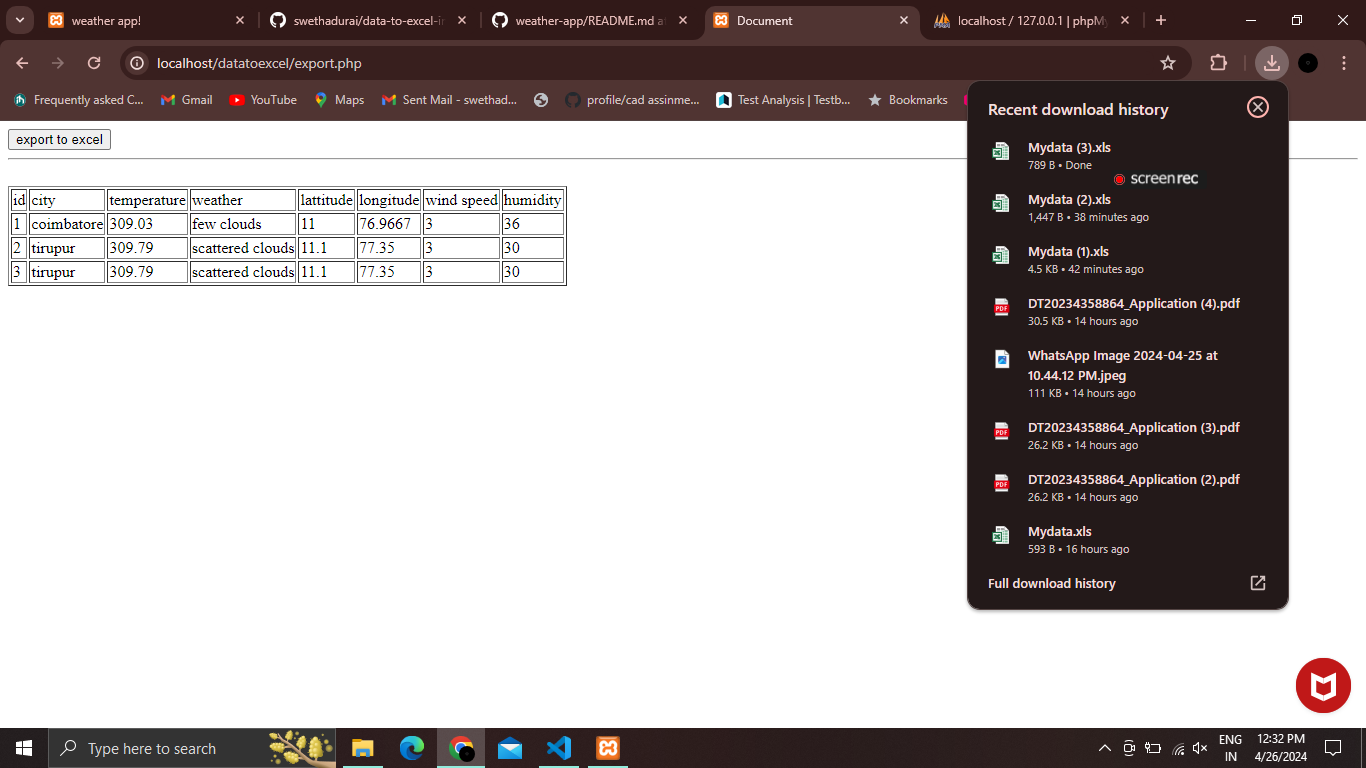 weather app!
swethadurai/data-to-excel-in
weather-app/README.md at
Document
localhost / 127.0.0.1 | phpMy
localhost/datatoexcel/export.php
Frequently asked C...
Gmail
YouTube
Maps
Sent Mail - swethad...
profile/cad assinme...
Test Analysis | Testb...
Bookmarks
export to excel
id city temperature weather lattitude longitude wind speed humidity
1 coimbatore 309.03 few clouds 11 76.9667 3 36
2 tirupur 309.79 scattered clouds 11.1 77.35 3 30
3 tirupur 309.79 scattered clouds 11.1 77.35 3 30
Recent download history
Mydata (3).xls
789 B • Done
screenrec
Mydata (2).xls
1,447 B • 38 minutes ago
Mydata (1).xls
4.5 KB • 42 minutes ago
PDF
DT20234358864_Application (4).pdf
30.5 KB • 14 hours ago
WhatsApp Image 2024-04-25 at
10.44.12 PM.jpeg
111 KB • 14 hours ago
PDF
DT20234358864_Application (3).pdf
26.2 KB • 14 hours ago
PDF
DT20234358864_Application (2).pdf
26.2 KB • 14 hours ago
Mydata.xls
593 B • 16 hours ago
Full download history
Type here to search
ENG
IN
12:32 PM
4/26/2024